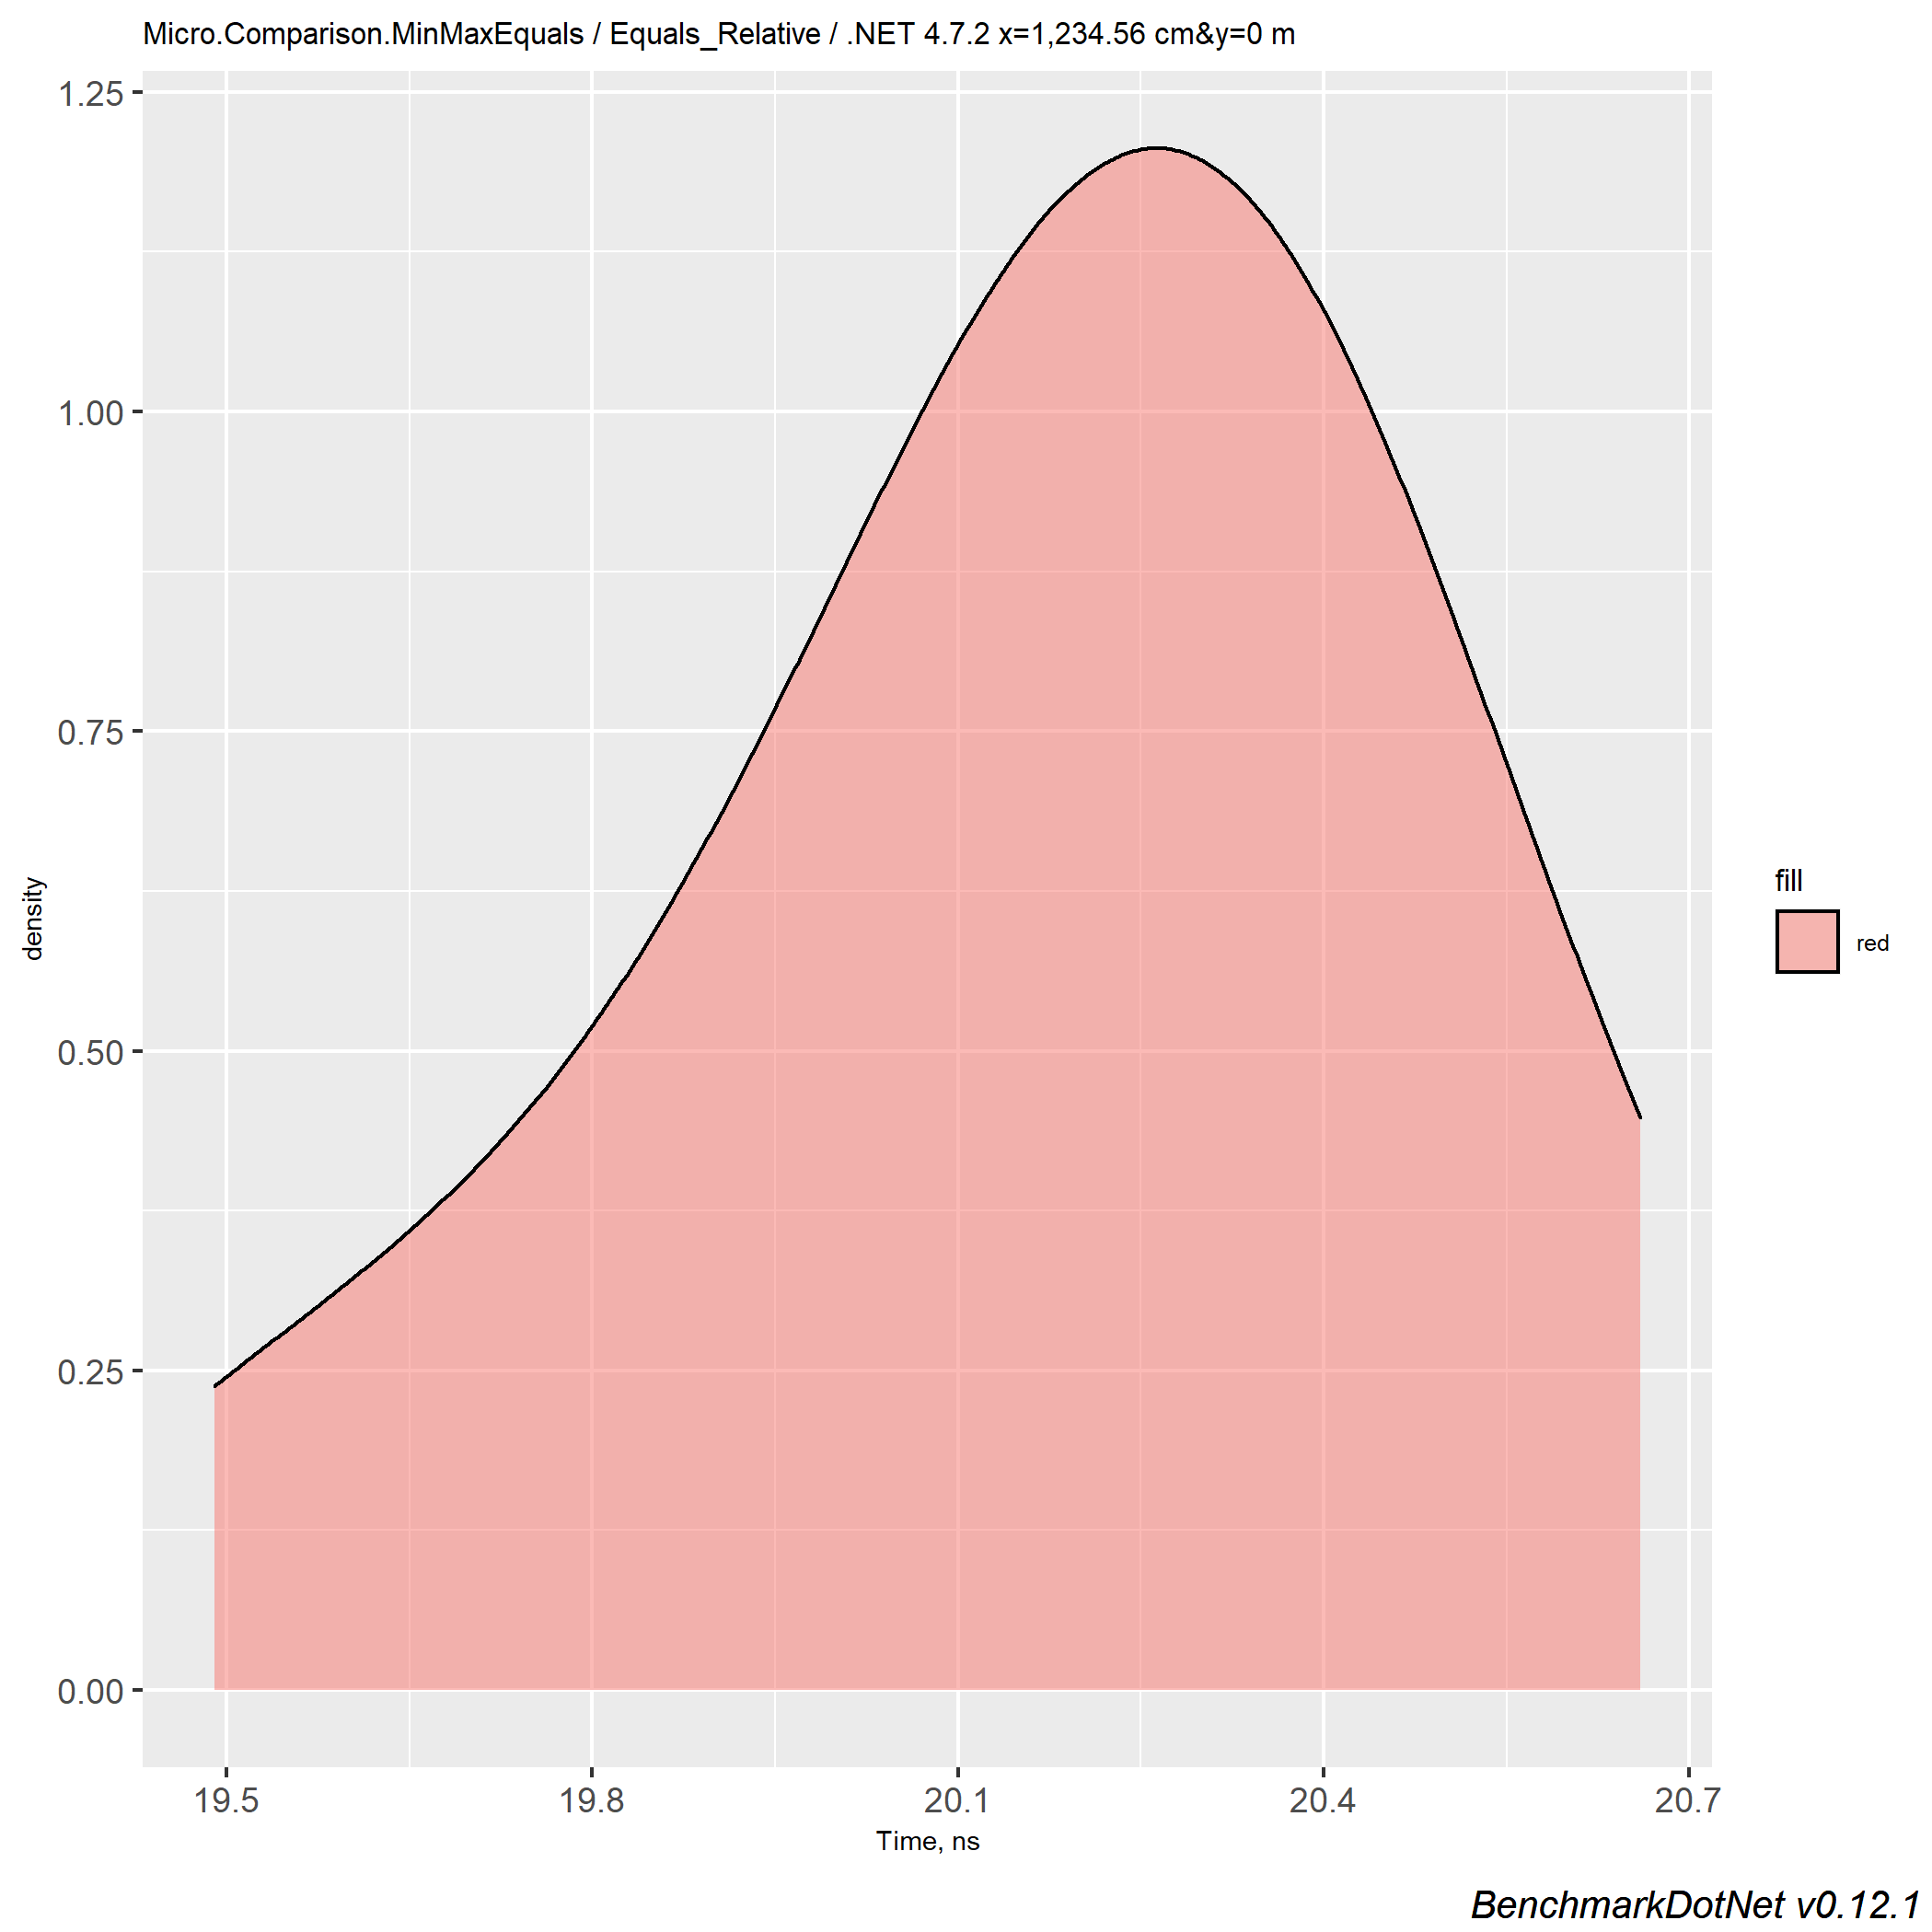 Micro.Comparison.MinMaxEquals / Equals_Relative / .NET 4.7.2 x=1,234.56 cm&y=0 m
1.25
1.00
0.75
0.50
0.25
0.00
density
19.5 19.8 20.1 20.4 20.7
Time, ns
fill
red
BenchmarkDotNet v0.12.1